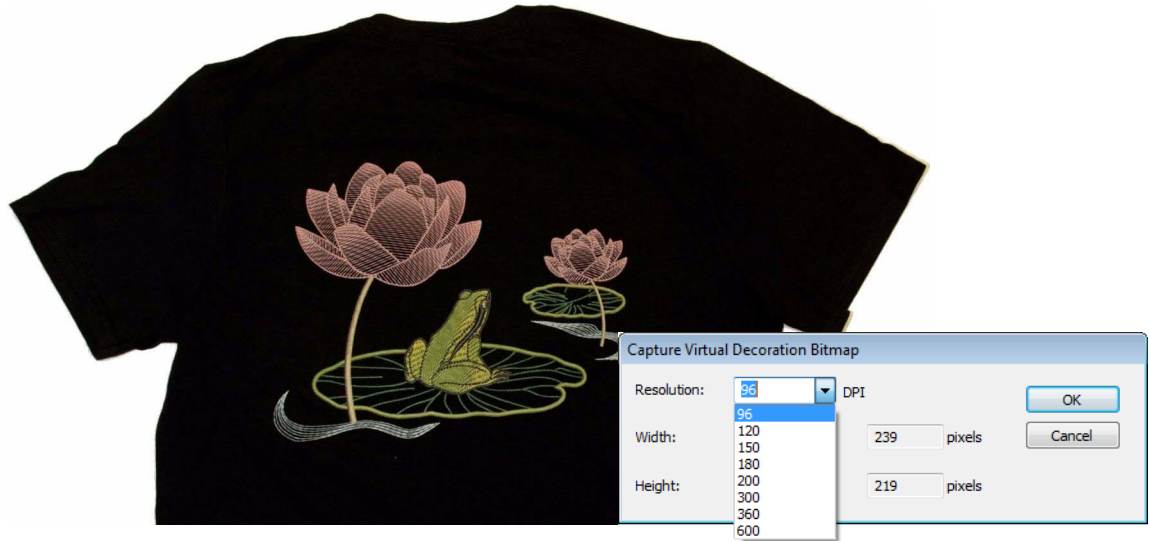 Capture Virtual Decoration Bitmap
Resolution: 96 DPI
OK
96
120
Width: 239 pixels
Cancel
150
180
Height: 219 pixels
200
300
360
600